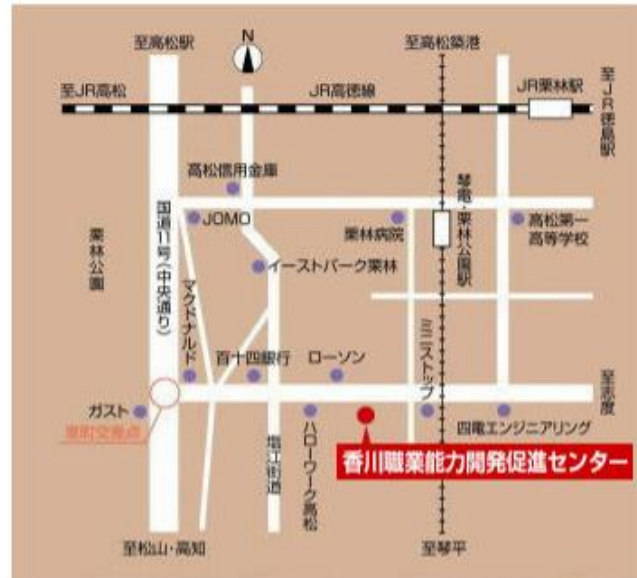 至高松駅
N
至高松築港
至JR高松
JR高徳線
JR栗林駅
至JR徳島駅
高松信用金庫
国道11号(中央通り)
JOMO
栗林病院
琴電・栗林公園駅
高松第一
高等学校
栗林公園
イーストパーク栗林
マクドナルド
百十四銀行
ローソン
ミニストップ
至志度
ガスト
塩江街道
ハローワーク高松
四電エンジニアリング
香川職業能力開発促進センター
至松山・高知
至琴平